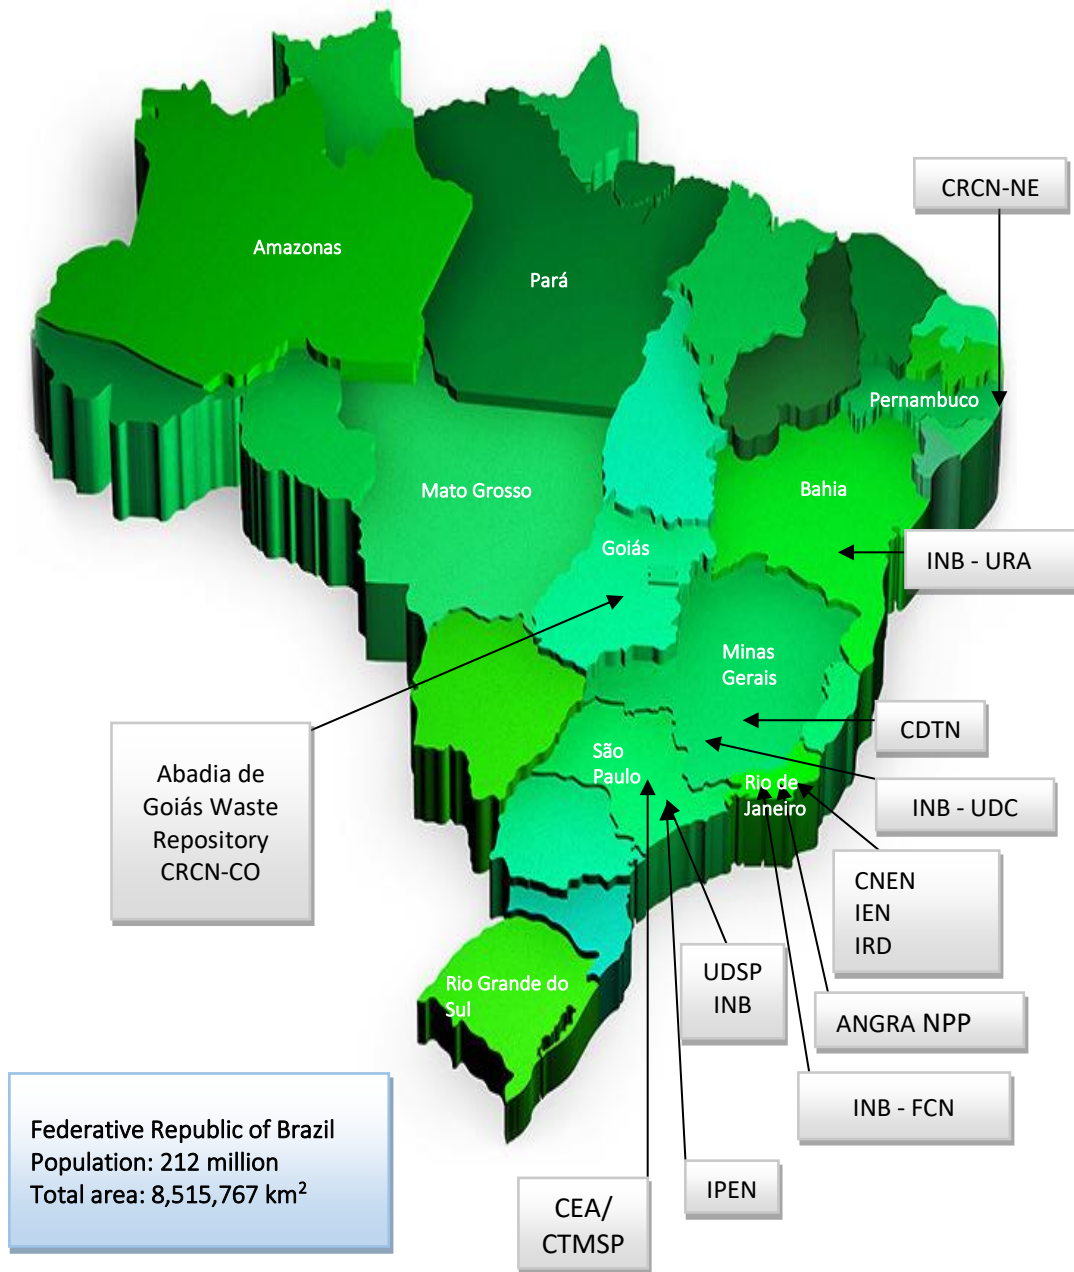 CRCN-NE
Amazonas
Pará
Pernambuco
Mato Grosso
Bahia
Goiás
INB - URA
Minas
Gerais
CDTN
São
Paulo
Rio de
Janeiro
INB - UDC
Abadia de
Goiás Waste
Repository
CRCN-CO
CNEN
IEN
IRD
UDSP
INB
Rio Grande do
Sul
ANGRA NPP
INB - FCN
Federative Republic of Brazil
Population: 212 million
Total area: 8,515,767 km²
IPEN
CEA/
CTMSP